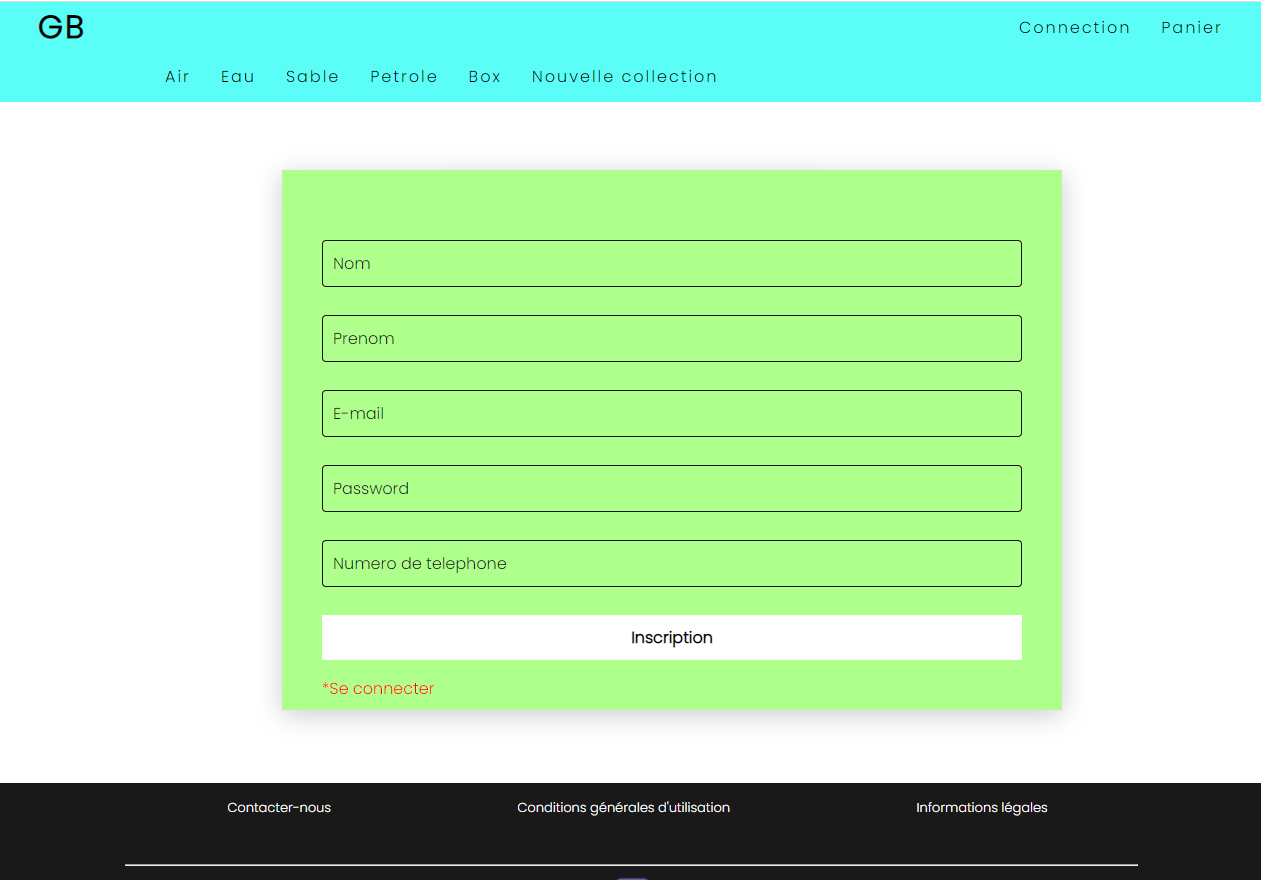 GB
Connection Panier
Air Eau Sable Petrole Box Nouvelle collection
Nom
Prenom
E-mail
Password
Numero de telephone
Inscription
*Se connecter
Contacter-nous Conditions générales d'utilisation Informations légales